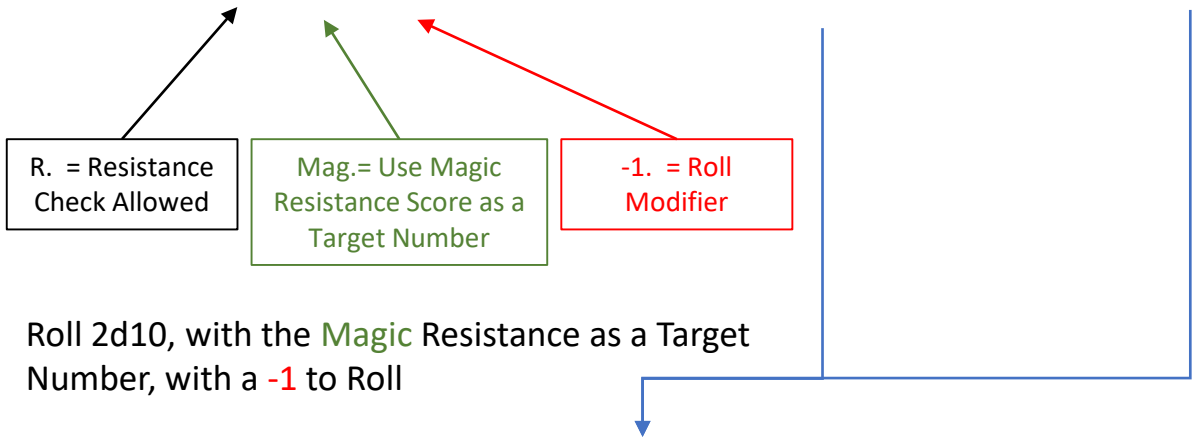 R. = Resistance
Check Allowed
Mag.= Use Magic
Resistance Score as a
Target Number
-1. = Roll
Modifier
Roll 2d10, with the Magic Resistance as a Target
Number, with a -1 to Roll